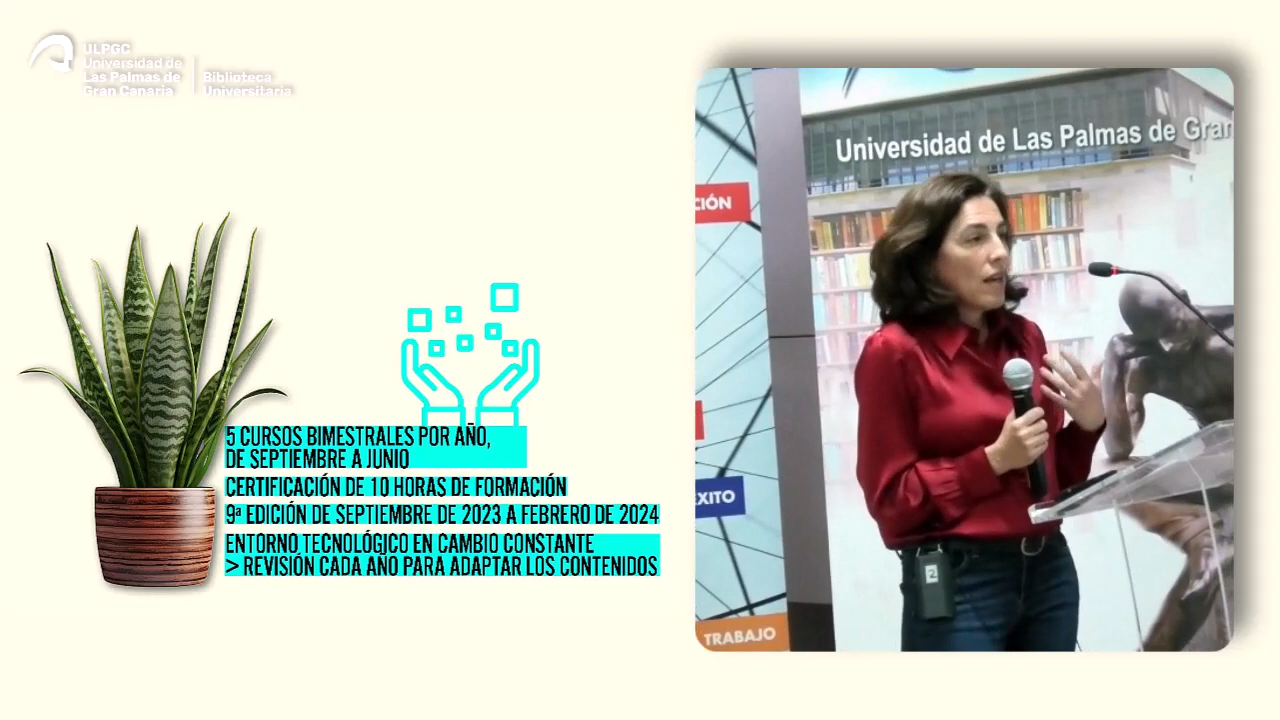 ULPGC
Universidad de
Las Palmas de
Gran Canaria
Biblioteca
Universitaria
5 CURSOS BIMESTRALES POR AÑO,
DE SEPTIEMBRE A JUNIO
CERTIFICACIÓN DE 10 HORAS DE FORMACIÓN
9ª EDICIÓN DE SEPTIEMBRE DE 2023 A FEBRERO DE 2024
ENTORNO TECNOLÓGICO EN CAMBIO CONSTANTE
> REVISIÓN CADA AÑO PARA ADAPTAR LOS CONTENIDOS
Universidad de Las Palmas de Gran
CIÓN
ÉXITO
TRABAJO
2